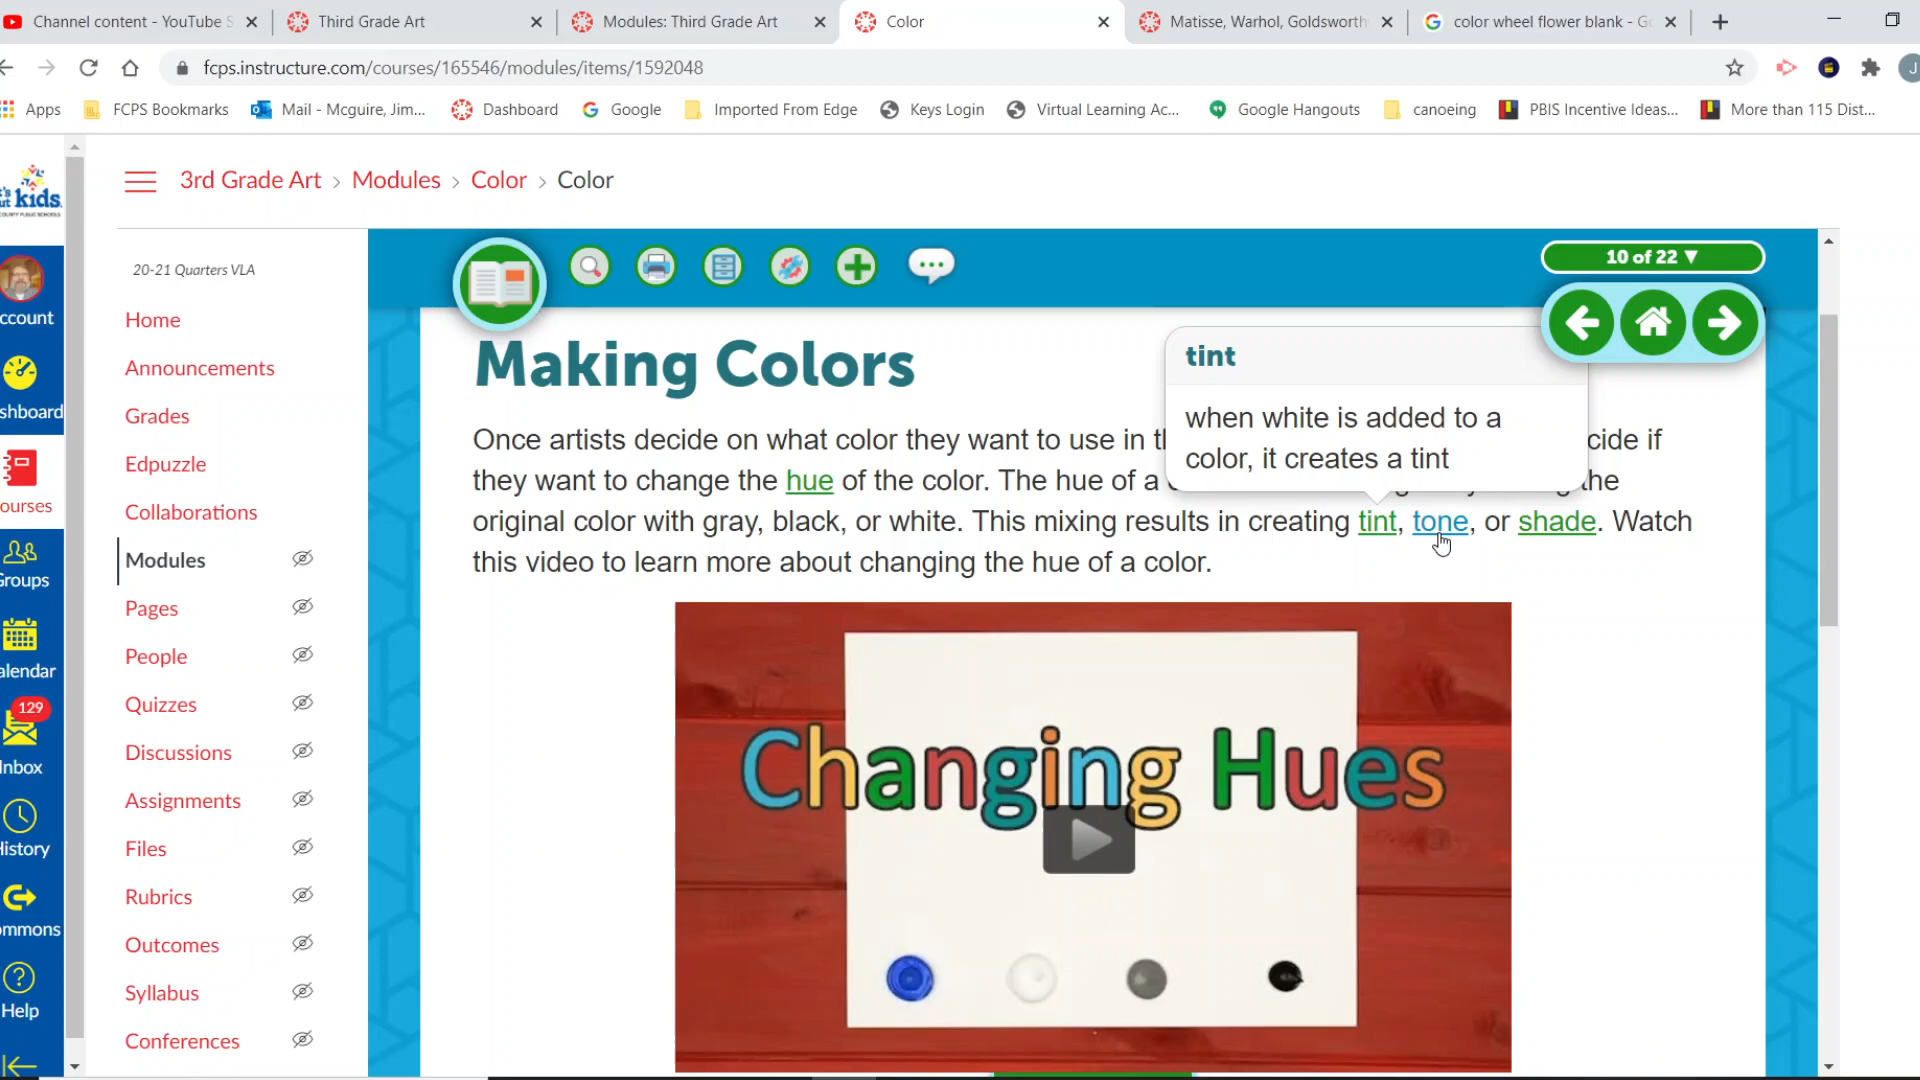 Channel content - YouTube S
Third Grade Art
Modules: Third Grade Art
Color
Matisse, Warhol, Goldsworth
color wheel flower blank - Go
fcps.instructure.com/courses/165546/modules/items/1592048
J
Apps
FCPS Bookmarks
Mail - Mcguire, Jim...
Dashboard
Google
Imported From Edge
Keys Login
Virtual Learning Ac...
Google Hangouts
canoeing
PBIS Incentive Ideas...
More than 115 Dist...
3rd Grade Art > Modules > Color > Color
't's
ut kids.
ccount
shboard
ourses
Groups
alendar
129
Inbox
History
ommons
Help
20-21 Quarters VLA
Home
Announcements
Grades
Edpuzzle
Collaborations
Modules
Pages
People
Quizzes
Discussions
Assignments
Files
Rubrics
Outcomes
Syllabus
Conferences
10 of 22 ▼
Making Colors
tint
when white is added to a
color, it creates a tint
Once artists decide on what color they want to use in cide if
they want to change the hue of the color. The hue of a the
original color with gray, black, or white. This mixing results in creating tint, tone, or shade. Watch
this video to learn more about changing the hue of a color.
Changing Hues